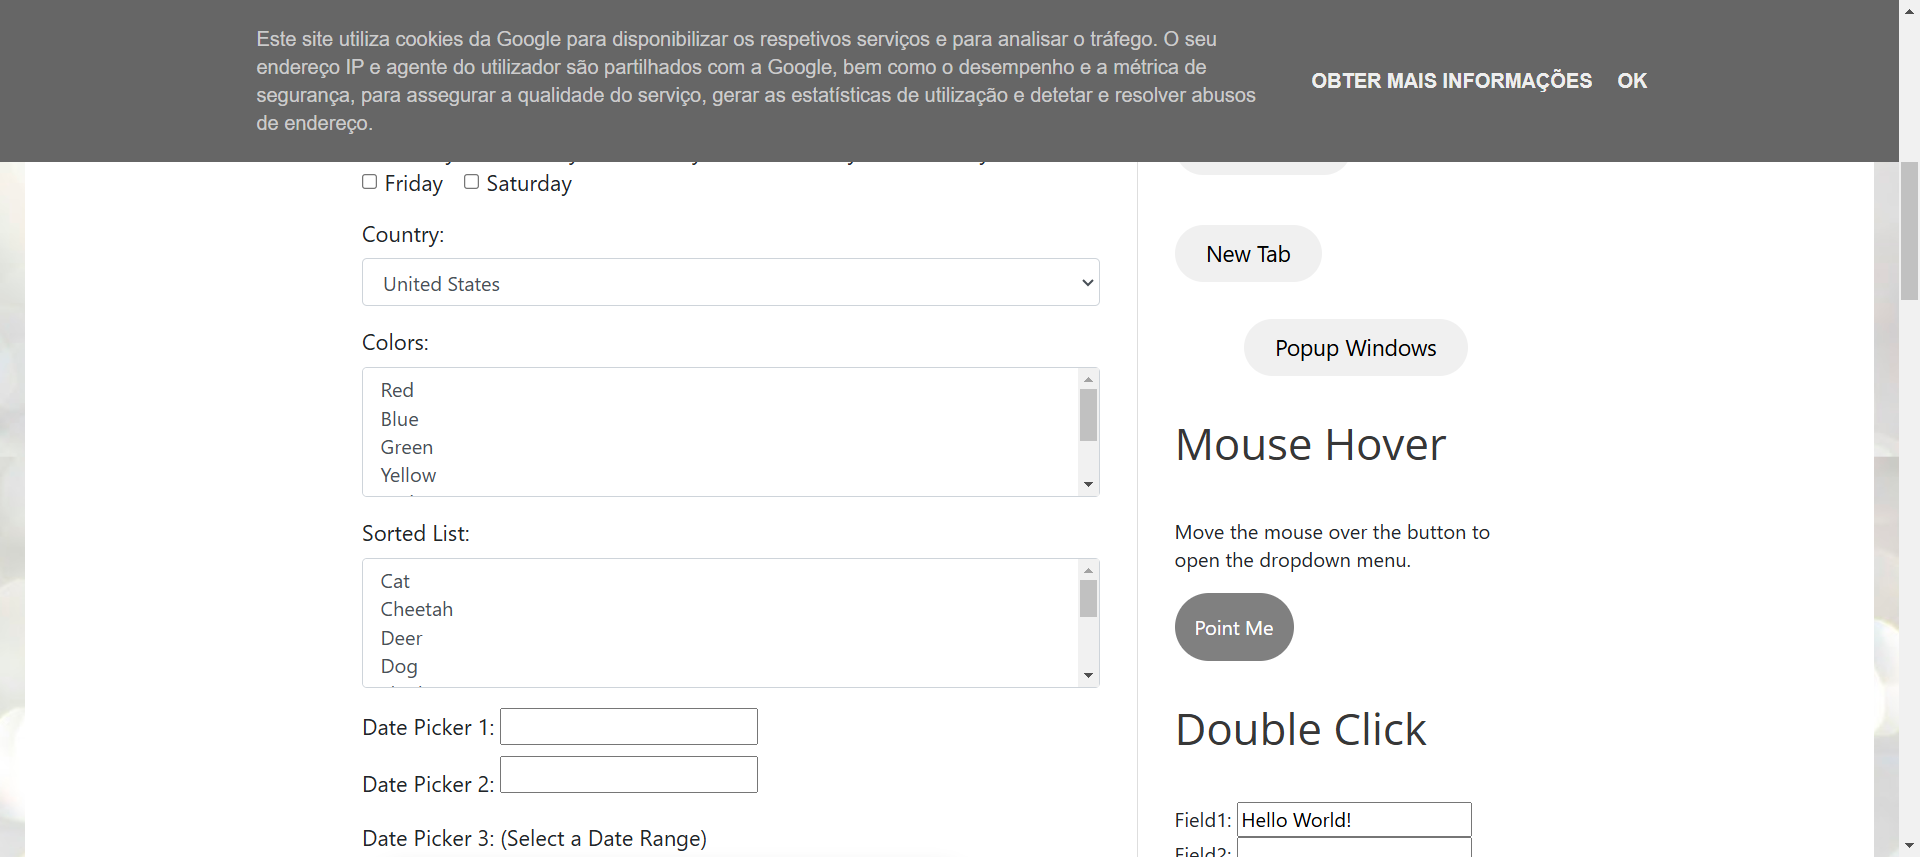 Este site utiliza cookies da Google para disponibilizar os respetivos serviços e para analisar o tráfego. O seu
endereço IP e agente do utilizador são partilhados com a Google, bem como o desempenho e a métrica de
segurança, para assegurar a qualidade do serviço, gerar as estatísticas de utilização e detetar e resolver abusos
de endereço.
OBTER MAIS INFORMAÇÕES OK
Friday Saturday
Country:
United States
Colors:
Red
Blue
Green
Yellow
Sorted List:
Cat
Cheetah
Deer
Dog
Date Picker 1:
Date Picker 2:
Date Picker 3: (Select a Date Range)
New Tab
Popup Windows
Mouse Hover
Move the mouse over the button to
open the dropdown menu.
Point Me
Double Click
Field1: Hello World!
Field2: